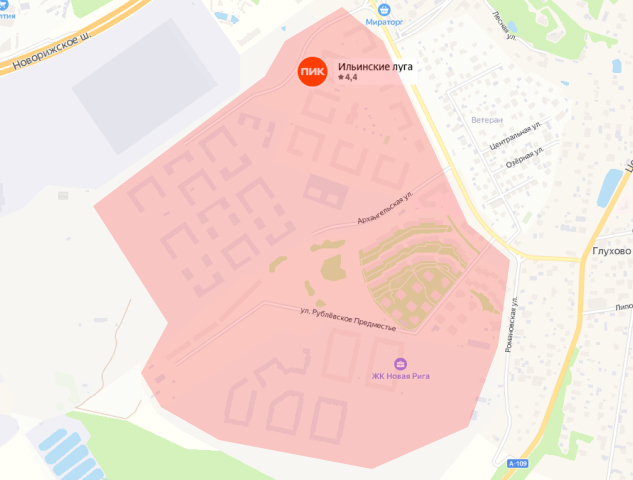 Мираторг
Лесная ул.
Новорижское ш.
ПИК
Ильинские луга
4,4
Ветеран
Центральная ул.
Озёрная ул.
Архангельская ул.
Глухово
ул. Рублёвское Предместье
Романовская ул.
ЖК Новая Рига
А-109